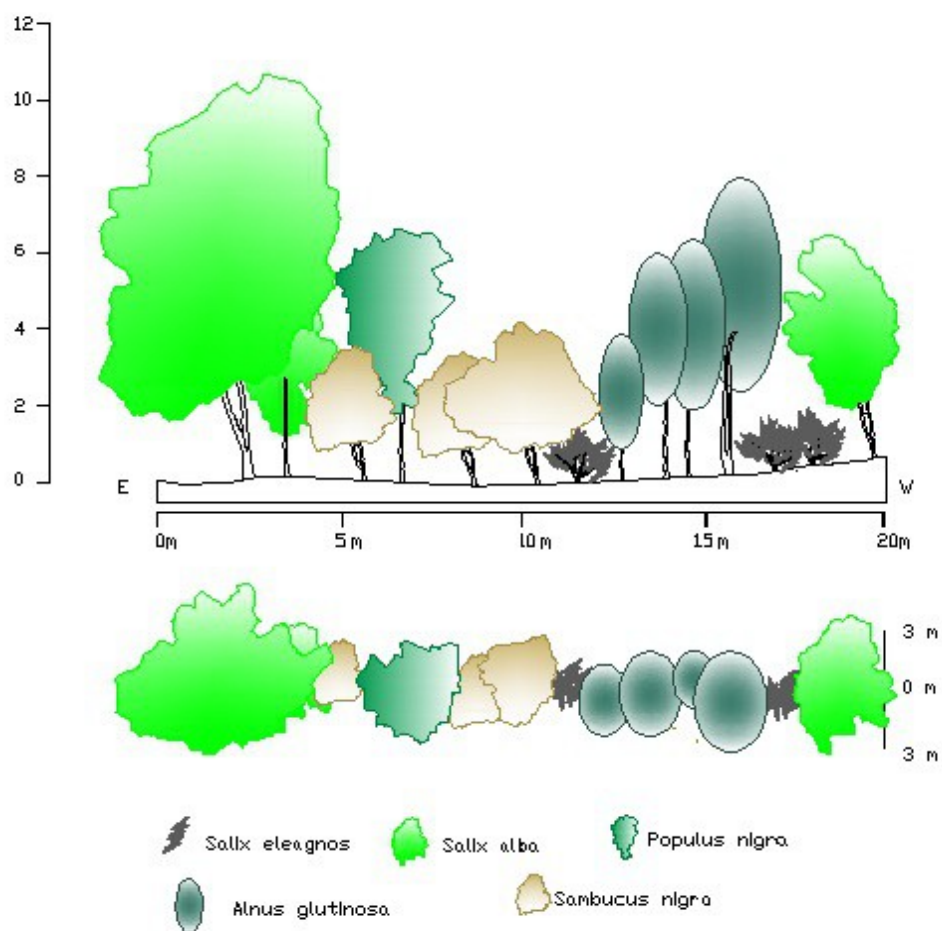 12
10
8
6
4
2
0
E W
0m 5m 10m 15m 20m
3 m
0 m
3 m
Salix eleagnos Salix alba Populus nigra
Alnus glutinosa Sambucus nigra